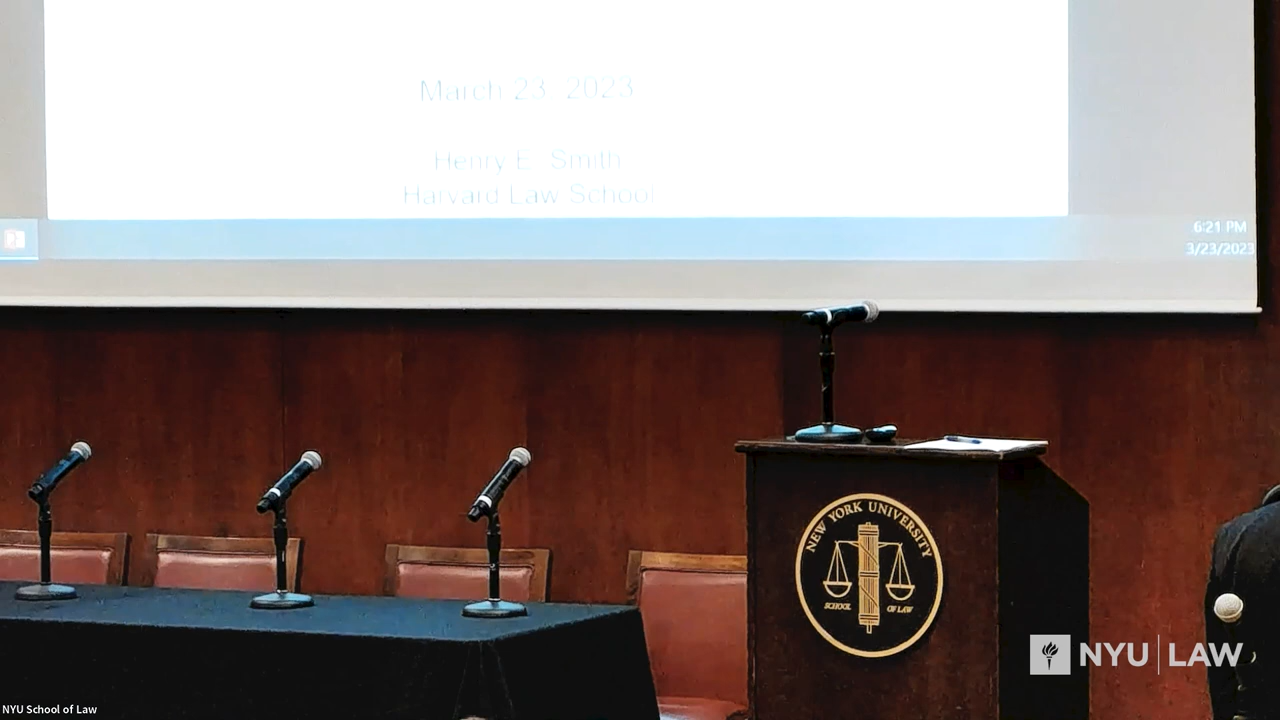 March 23 2023
Henry E. Smith
Harvard Law School
6:21 PM
3/23/2023
NEW YORK UNIVERSITY
SCHOOL OF LAW
NYU LAW
NYU School of Law